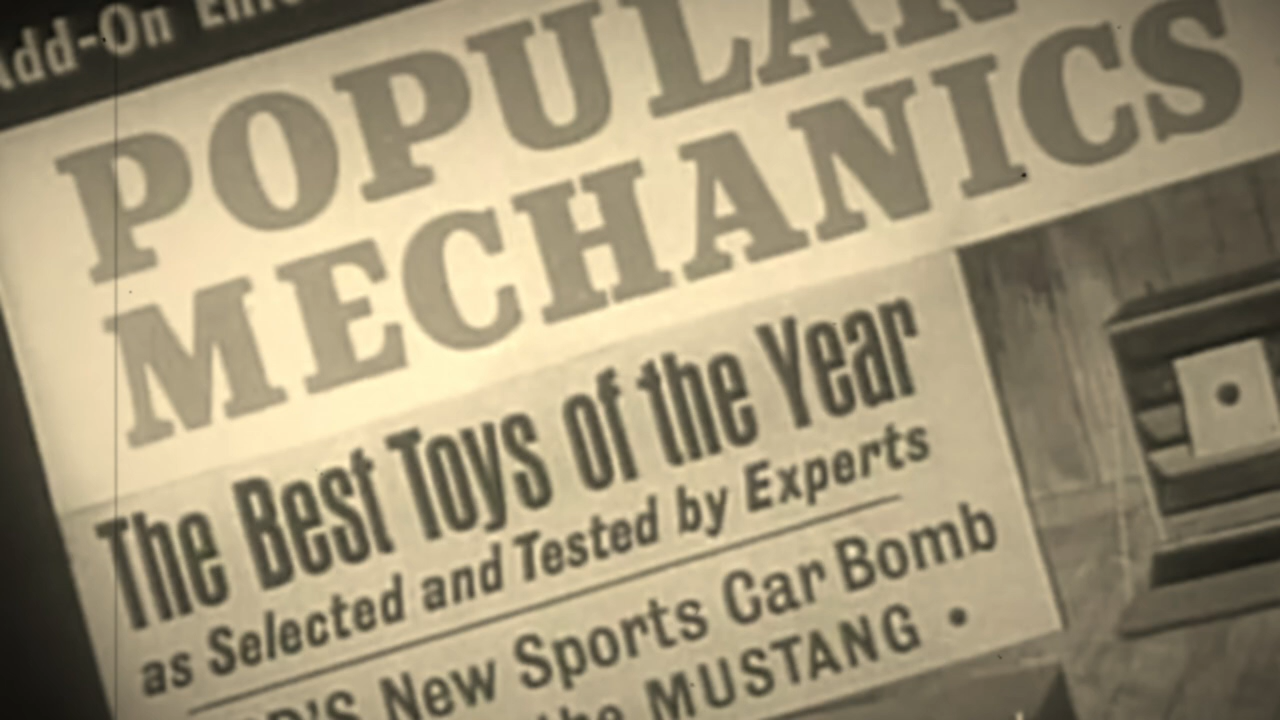 Add-On
POPULAR
MECHANICS
The Best Toys of the Year
as Selected and Tested by Experts
New Sports Car Bomb
the MUSTANG •